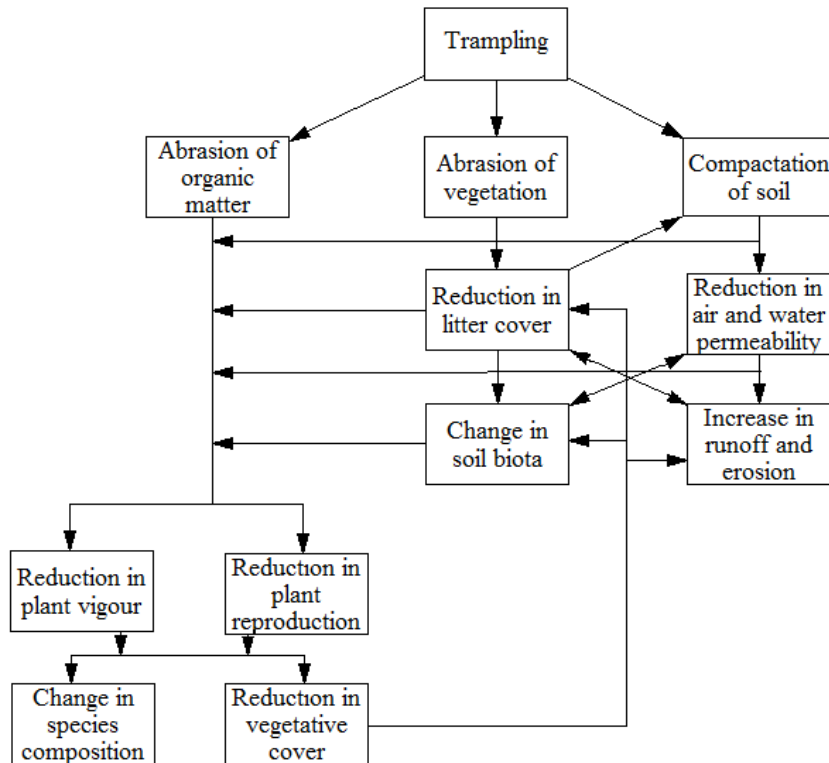 Trampling
Abrasion of
organic
matter
Abrasion of
vegetation
Compactation
of soil
Reduction in
litter cover
Reduction in
air and water
permeability
Change in
soil biota
Increase in
runoff and
erosion
Reduction in
plant vigour
Reduction in
plant
reproduction
Change in
species
composition
Reduction in
vegetative
cover